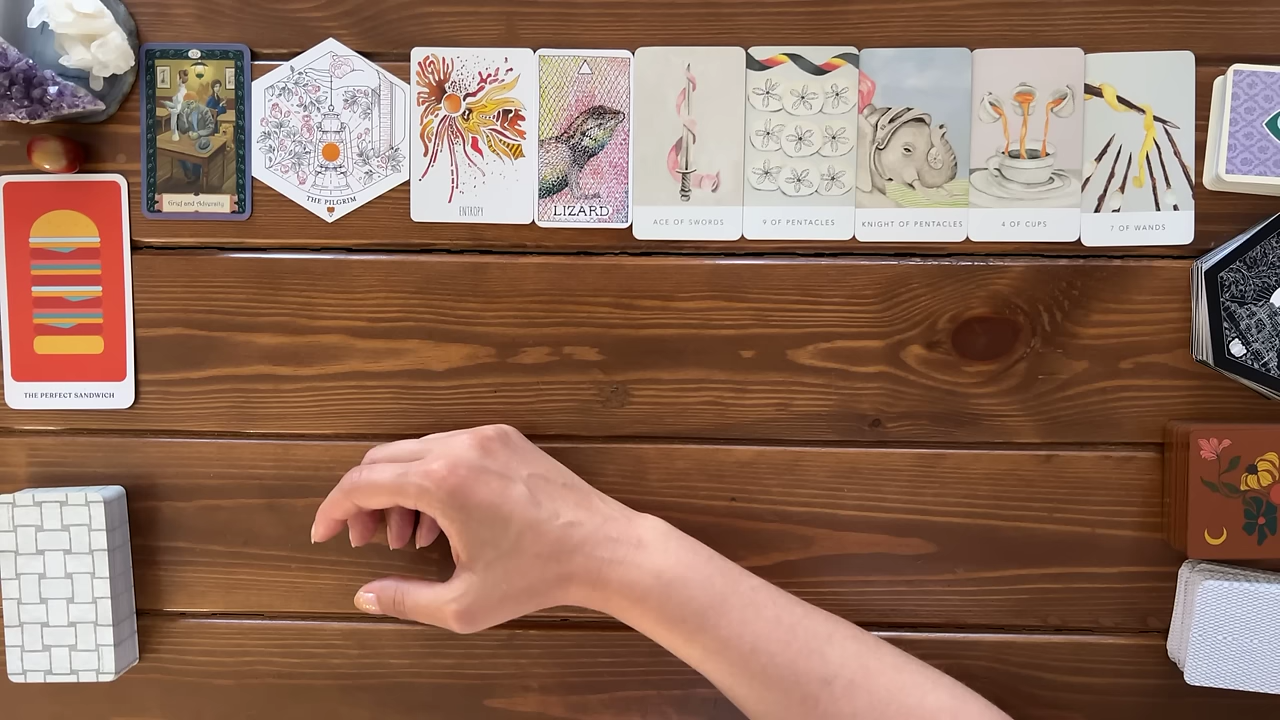 Grief and Adversity
THE PILGRIM
ENTROPY
LIZARD
ACE OF SWORDS
9 OF PENTACLES
KNIGHT OF PENTACLES
4 OF CUPS
7 OF WANDS
THE PERFECT SANDWICH